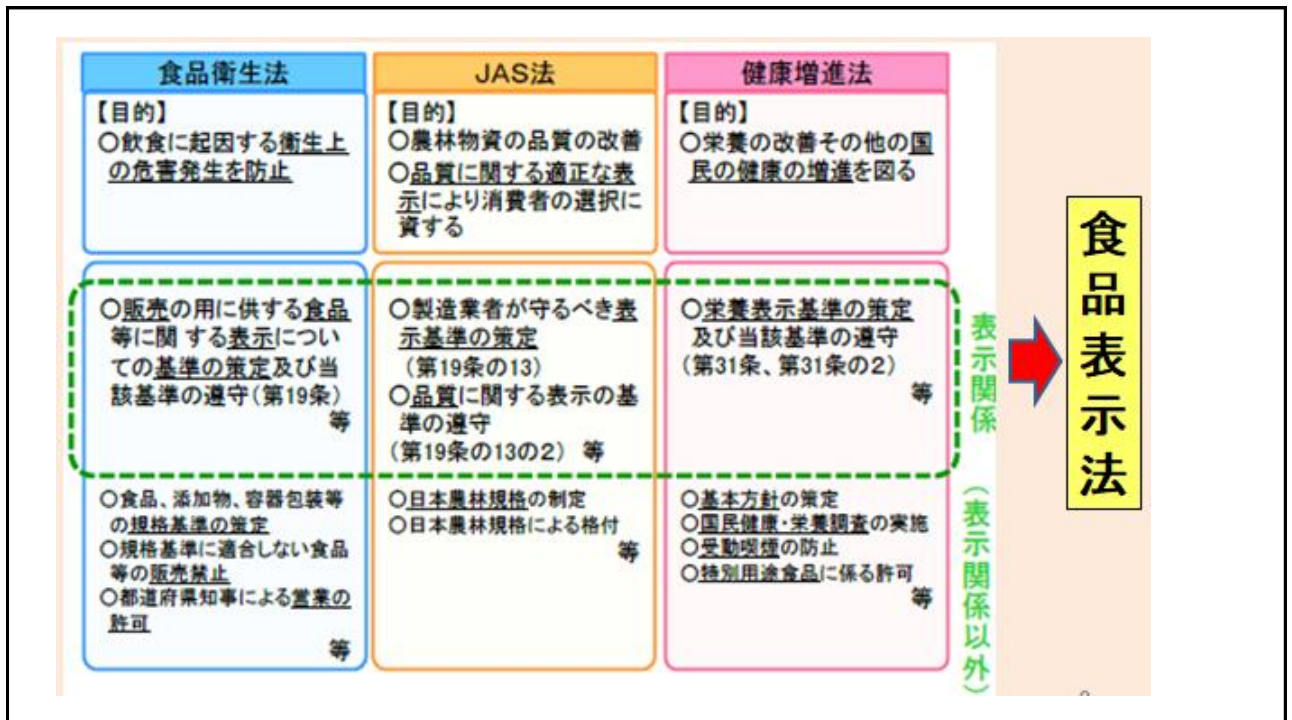 食品衛生法
【目的】
○飲食に起因する衛生上
の危害発生を防止
○販売の用に供する食品
等に関 する表示につい
ての基準の策定及び当
該基準の遵守(第19条)
等
○食品、添加物、容器包装等
の規格基準の策定
○規格基準に適合しない食品
等の販売禁止
○都道府県知事による営業の
許可
等
JAS法
【目的】
○農林物資の品質の改善
○品質に関する適正な表
示により消費者の選択に
資する
○製造業者が守るべき表
示基準の策定
(第19条の13)
○品質に関する表示の基
準の遵守
(第19条の13の2) 等
○日本農林規格の制定
○日本農林規格による格付
等
健康増進法
【目的】
○栄養の改善その他の国
民の健康の増進を図る
○栄養表示基準の策定
及び当該基準の遵守
(第31条、第31条の2)
等
○基本方針の策定
○国民健康・栄養調査の実施
○受動喫煙の防止
○特別用途食品に係る許可
等
表示関係
(表示関係以外)
食品表示法